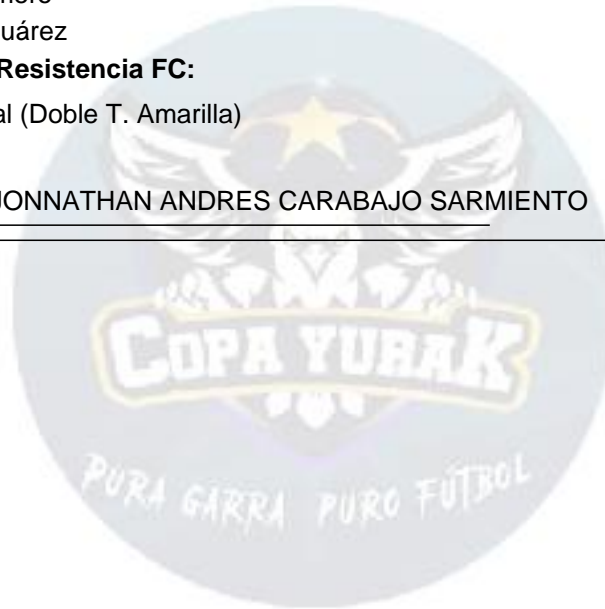 uárez
Resistencia FC:
al (Doble T. Amarilla)
JONNATHAN ANDRES CARABAJO SARMIENTO
COPA YURAK
PURA GARRA PURO FÚTBOL